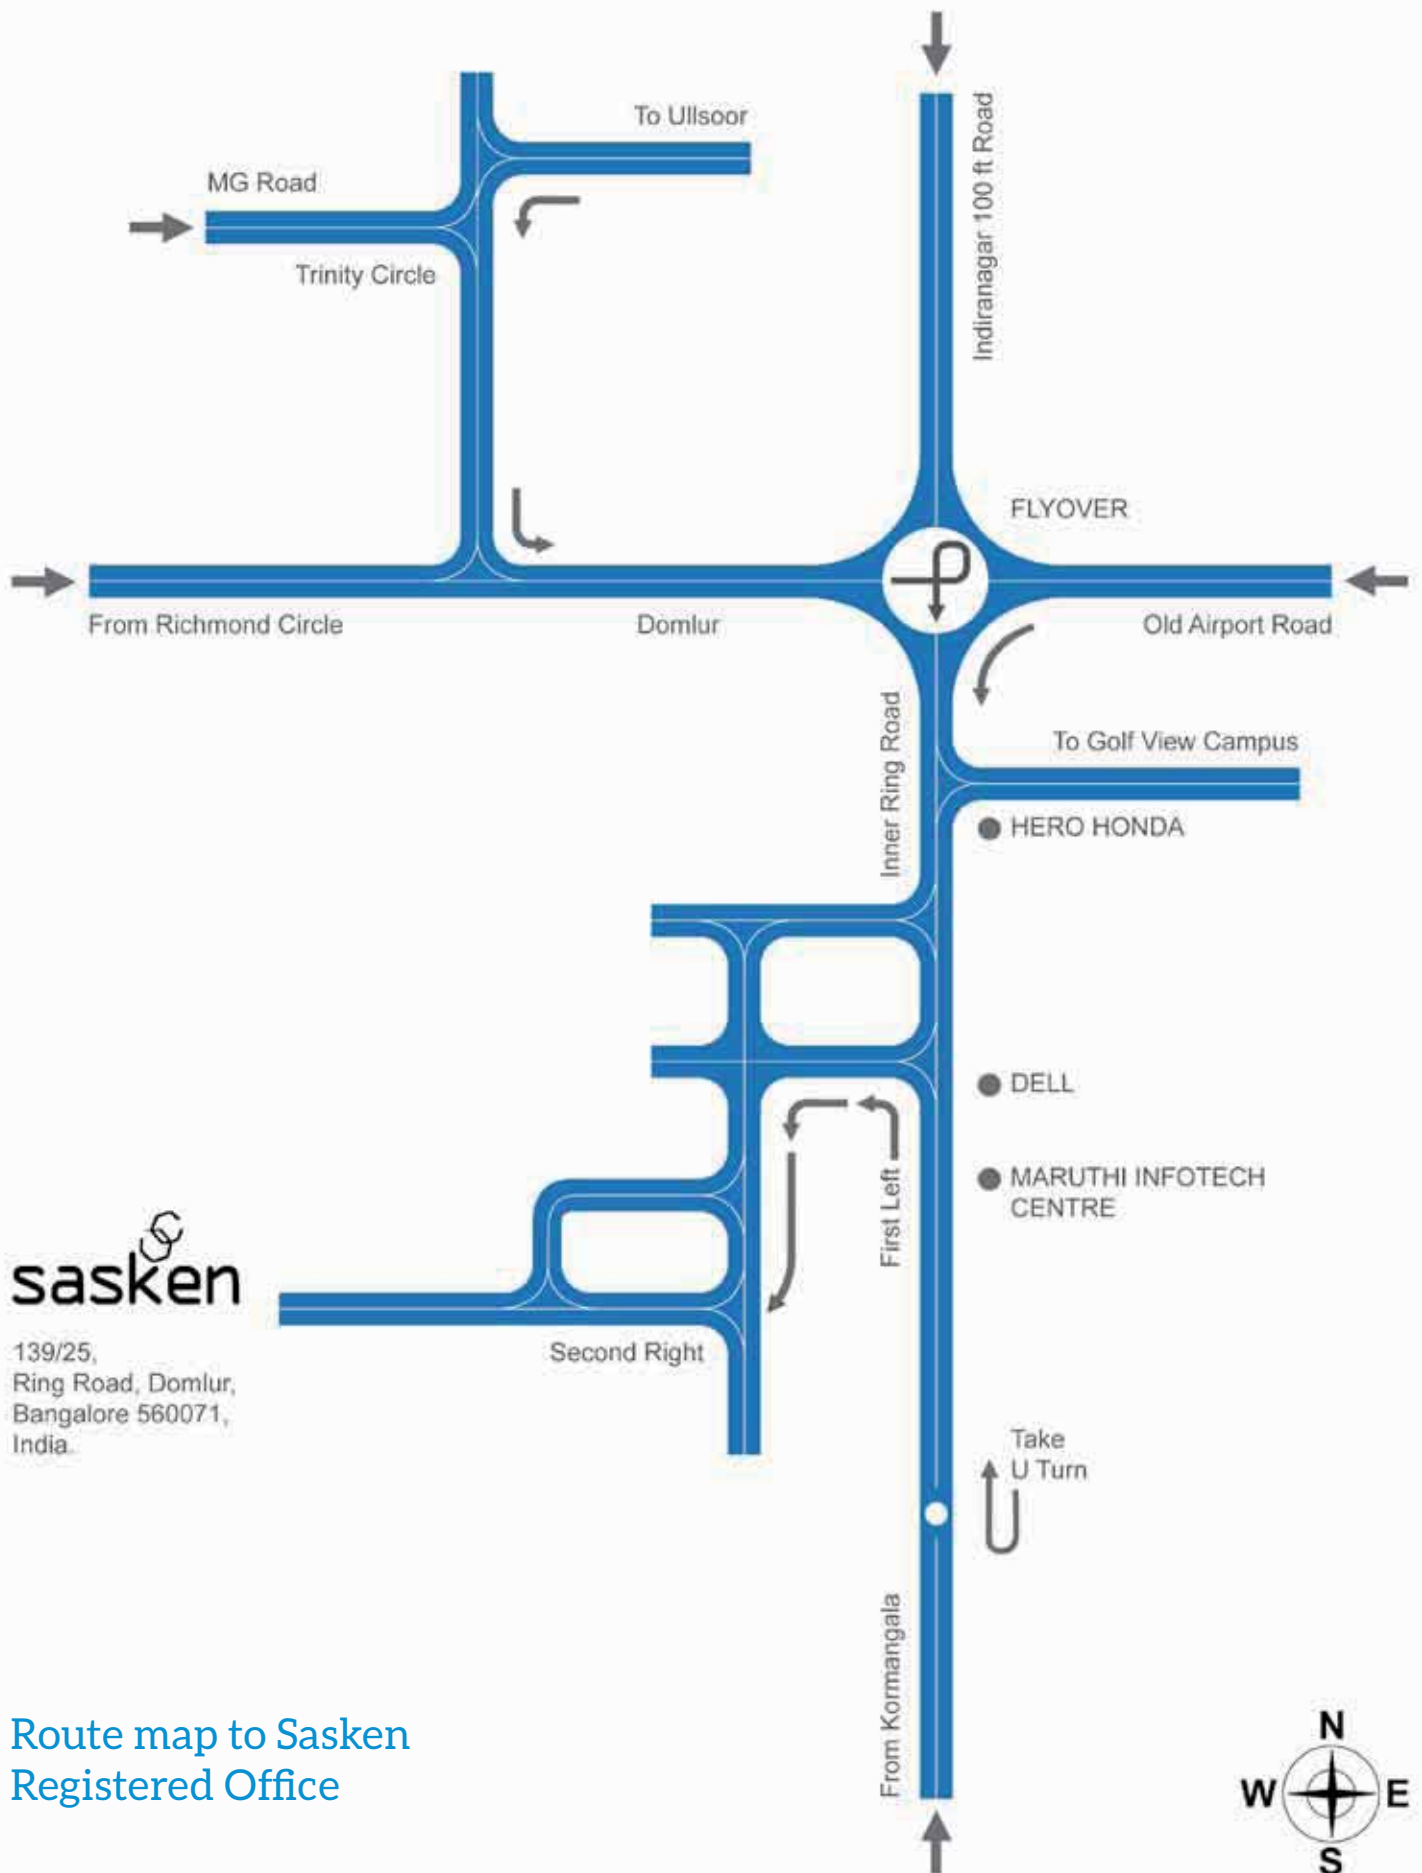 To Ullsoor
MG Road
Trinity Circle
Indiranagar 100 ft Road
FLYOVER
From Richmond Circle
Domlur
Old Airport Road
Inner Ring Road
To Golf View Campus
HERO HONDA
DELL
MARUTHI INFOTECH
CENTRE
First Left
sasken
139/25,
Ring Road, Domlur,
Bangalore 560071,
India.
Second Right
Take
U Turn
From Kormangala
Route map to Sasken
Registered Office
N
W
E
S